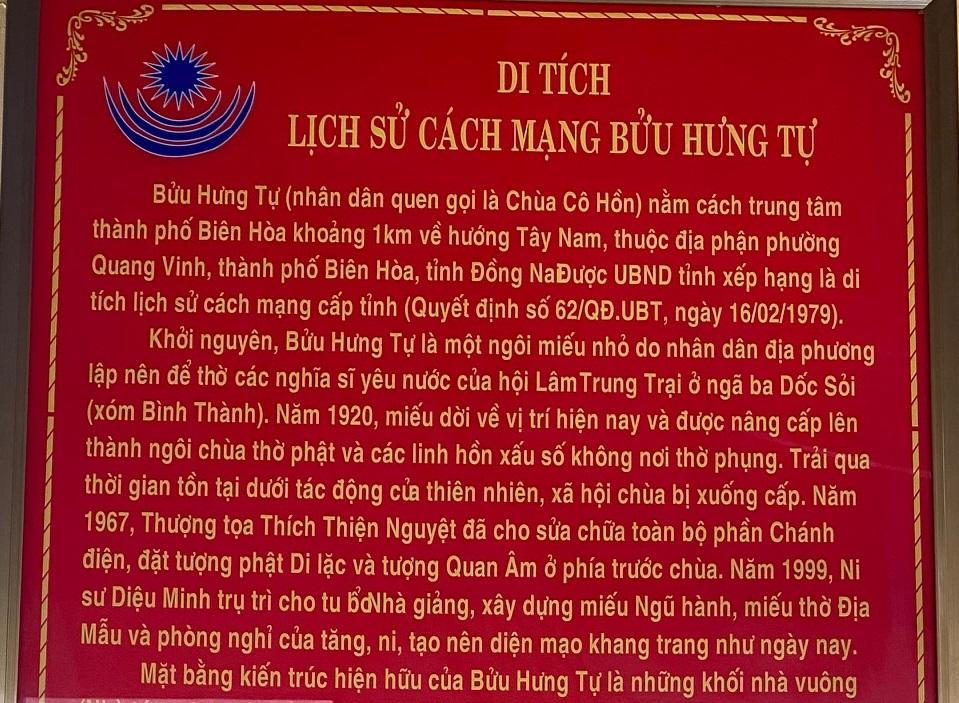 DI TÍCH
LỊCH SỬ CÁCH MẠNG BỬU HƯNG TỰ
Bửu Hưng Tự (nhân dân quen gọi là Chùa Cô Hồn) nằm cách trung tâm
thành phố Biên Hòa khoảng 1km về hướng Tây Nam, thuộc địa phận phường
Quang Vinh, thành phố Biên Hòa, tỉnh Đồng NaiĐược UBND tỉnh xếp hạng là di
tích lịch sử cách mạng cấp tỉnh (Quyết định số 62/QĐ.UBT, ngày 16/02/1979).
Khởi nguyên, Bửu Hưng Tự là một ngôi miếu nhỏ do nhân dân địa phương
lập nên để thờ các nghĩa sĩ yêu nước của hội LâmTrung Trại ở ngã ba Dốc Sỏi
(xóm Bình Thành). Năm 1920, miếu dời về vị trí hiện nay và được nâng cấp lên
thành ngôi chùa thờ phật và các linh hồn xấu số không nơi thờ phụng. Trải qua
thời gian tồn tại dưới tác động của thiên nhiên, xã hội chùa bị xuống cấp. Năm
1967, Thượng tọa Thích Thiện Nguyệt đã cho sửa chữa toàn bộ phần Chánh
điện, đặt tượng phật Di lặc và tượng Quan Âm ở phía trước chùa. Năm 1999, Ni
sư Diệu Minh trụ trì cho tu bổ Nhà giảng, xây dựng miếu Ngũ hành, miếu thờ Địa
Mẫu và phòng nghỉ của tăng, ni, tạo nên diện mạo khang trang như ngày nay.
Mặt bằng kiến trúc hiện hữu của Bửu Hưng Tự là những khối nhà vuông